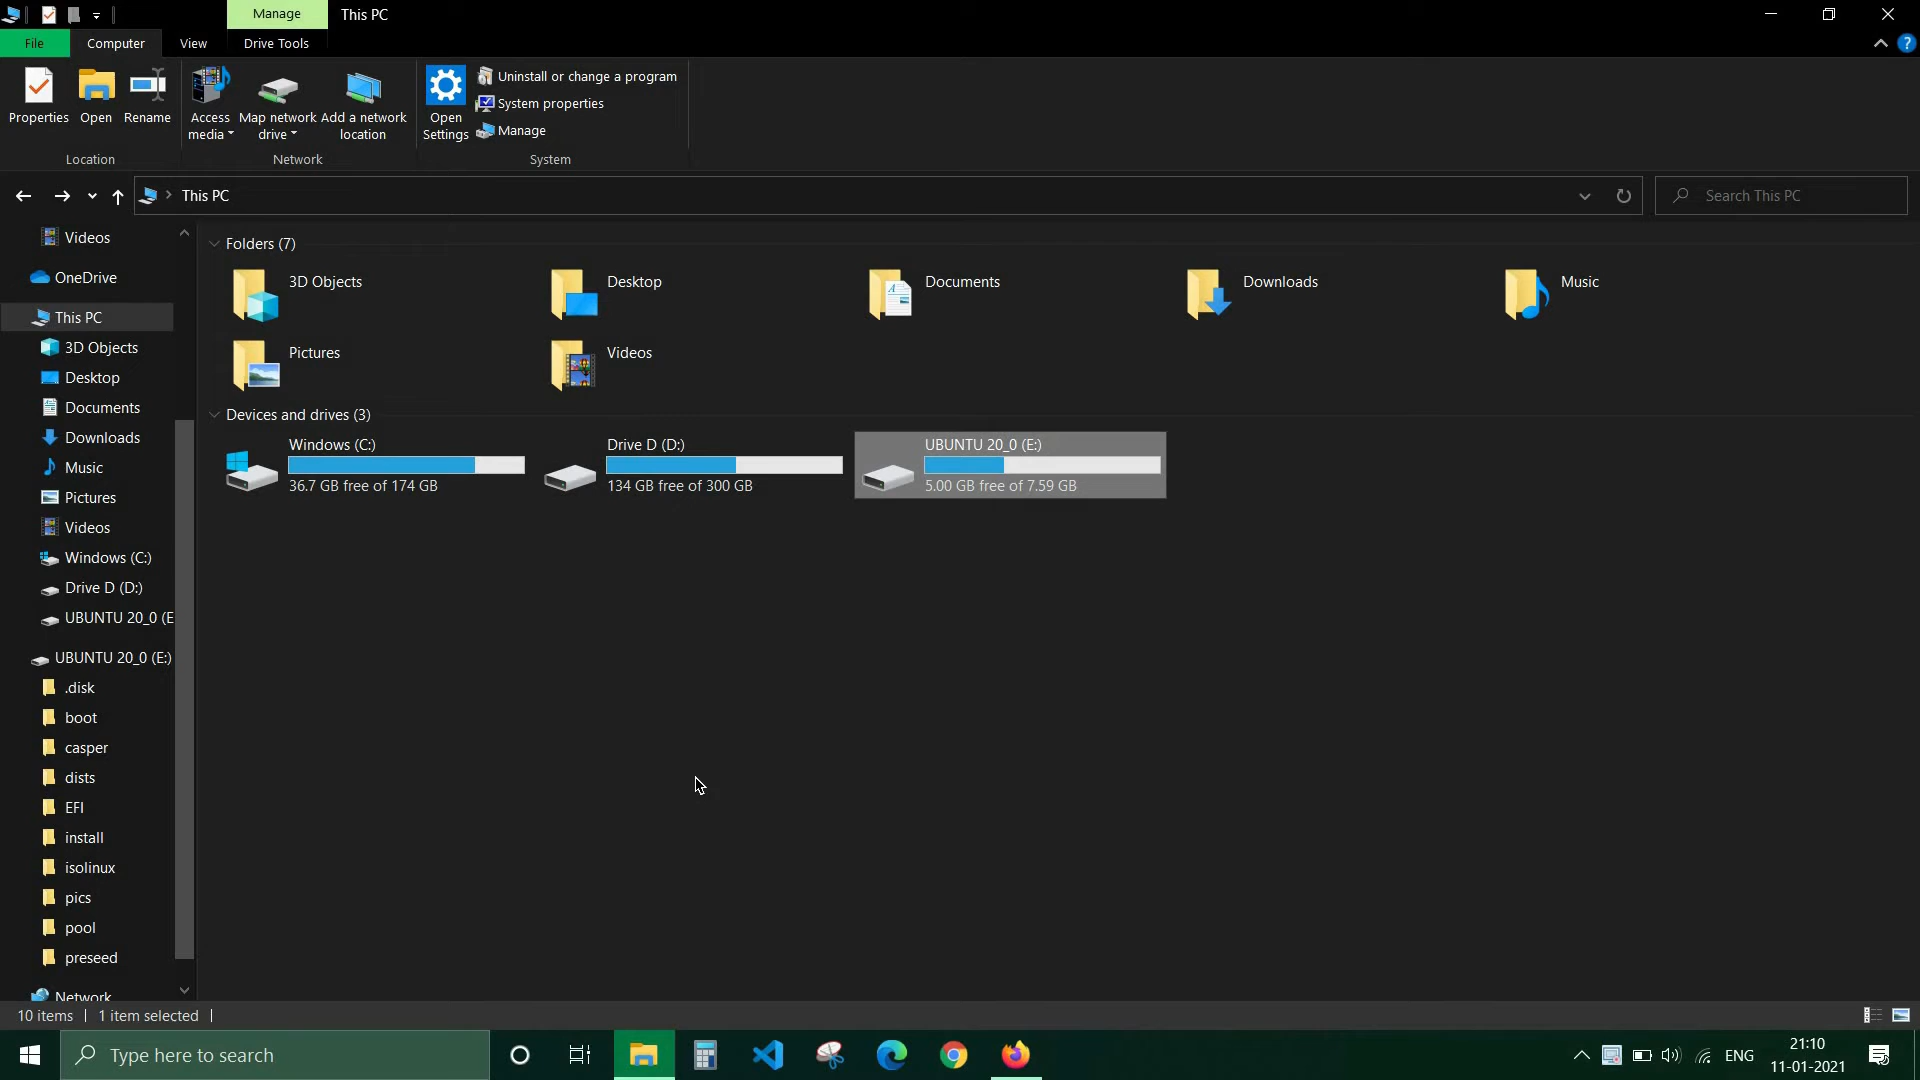 Manage
This PC
File
Computer
View
Drive Tools
Properties
Open
Rename
Access media
Map network drive
Add a network location
Open Settings
Uninstall or change a program
System properties
Manage
Location
Network
System
This PC
Search This PC
Videos
OneDrive
This PC
3D Objects
Desktop
Documents
Downloads
Music
Pictures
Videos
Windows (C:)
Drive D (D:)
UBUNTU 20_0 (E
UBUNTU 20_0 (E:)
.disk
boot
casper
dists
EFI
install
isolinux
pics
pool
preseed
Network
Folders (7)
3D Objects
Desktop
Documents
Downloads
Music
Pictures
Videos
Devices and drives (3)
Windows (C:)
36.7 GB free of 174 GB
Drive D (D:)
134 GB free of 300 GB
UBUNTU 20_0 (E:)
5.00 GB free of 7.59 GB
10 items
1 item selected
Type here to search
ENG
21:10
11-01-2021